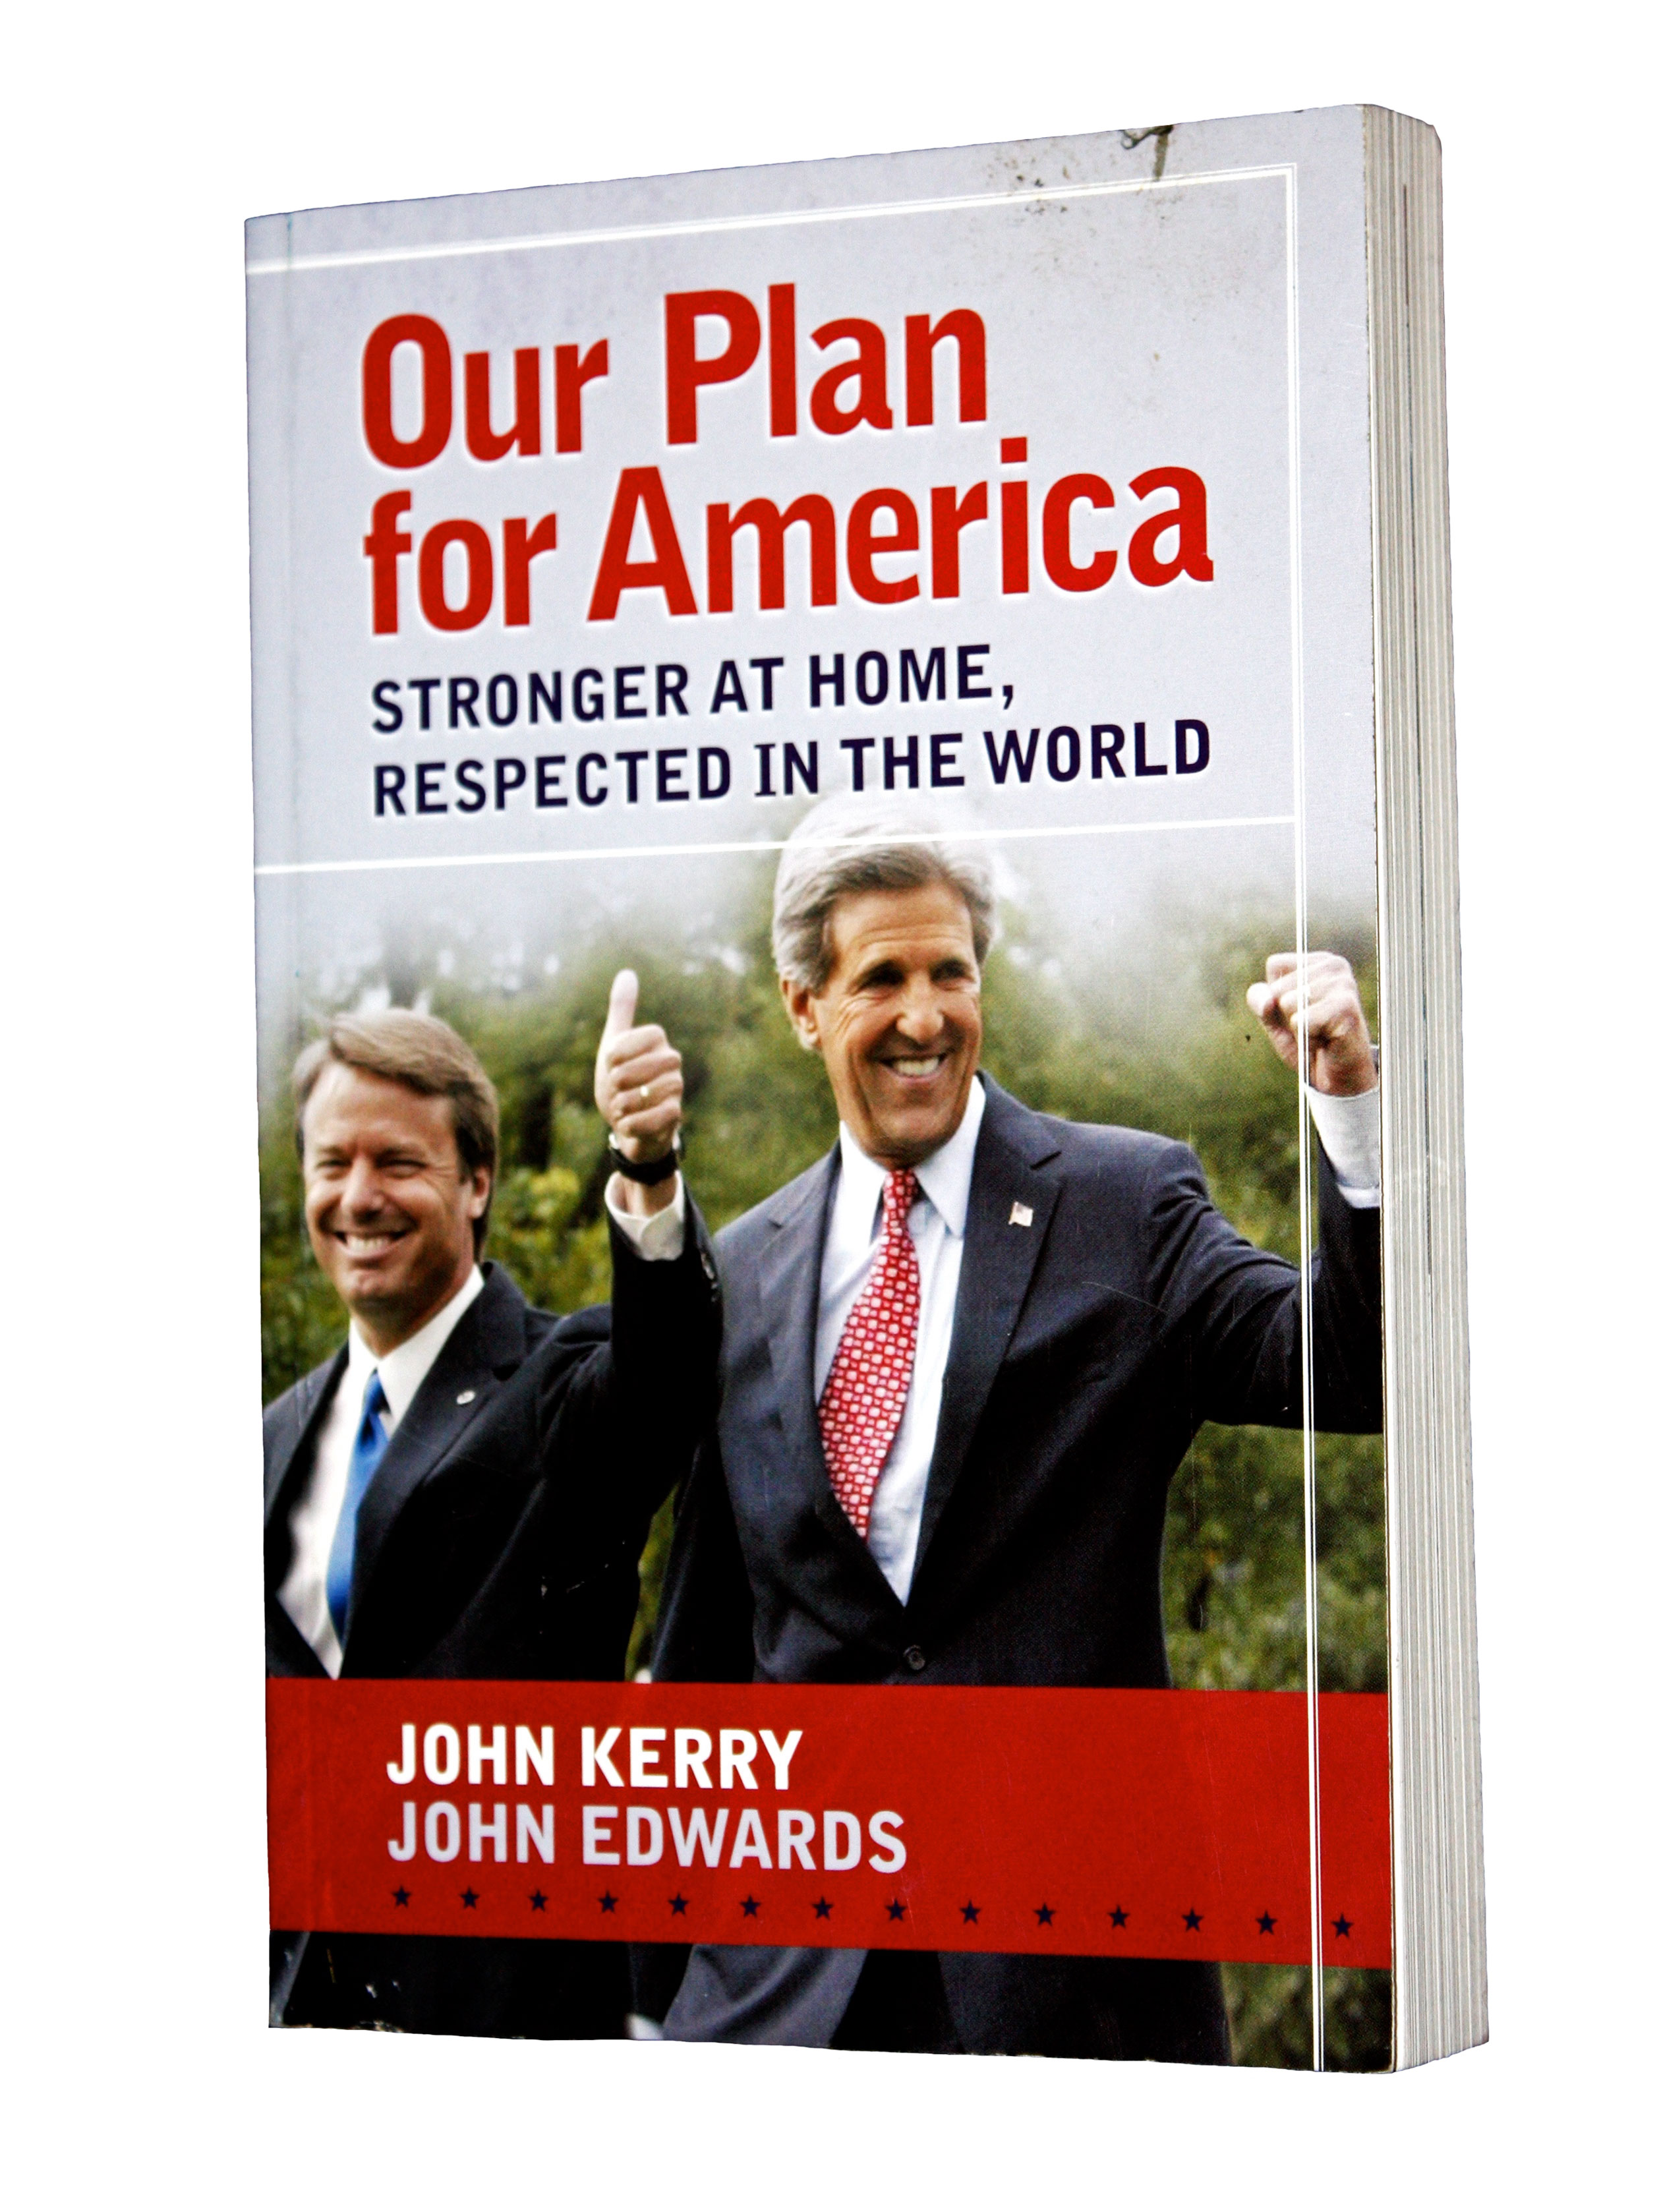 Our Plan
for America
STRONGER AT HOME,
RESPECTED IN THE WORLD
JOHN KERRY
JOHN EDWARDS